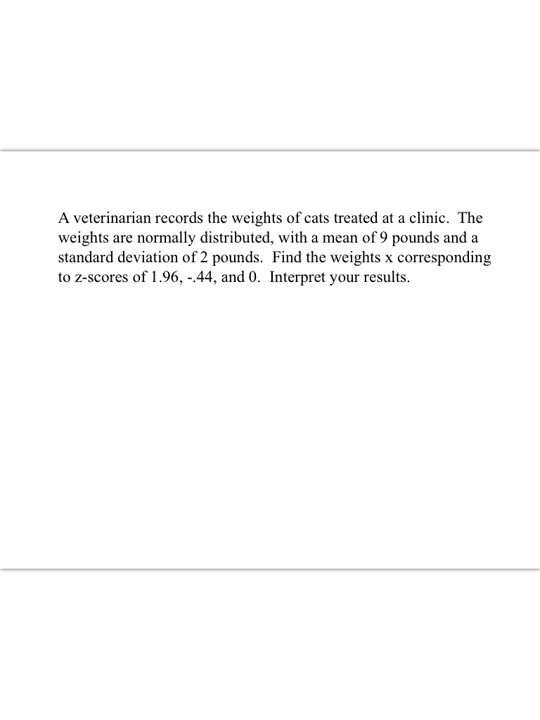 A veterinarian records the weights of cats treated at a clinic.  The
weights are normally distributed, with a mean of 9 pounds and a
standard deviation of 2 pounds.  Find the weights x corresponding
to z-scores of 1.96, -.44, and 0.  Interpret your results.